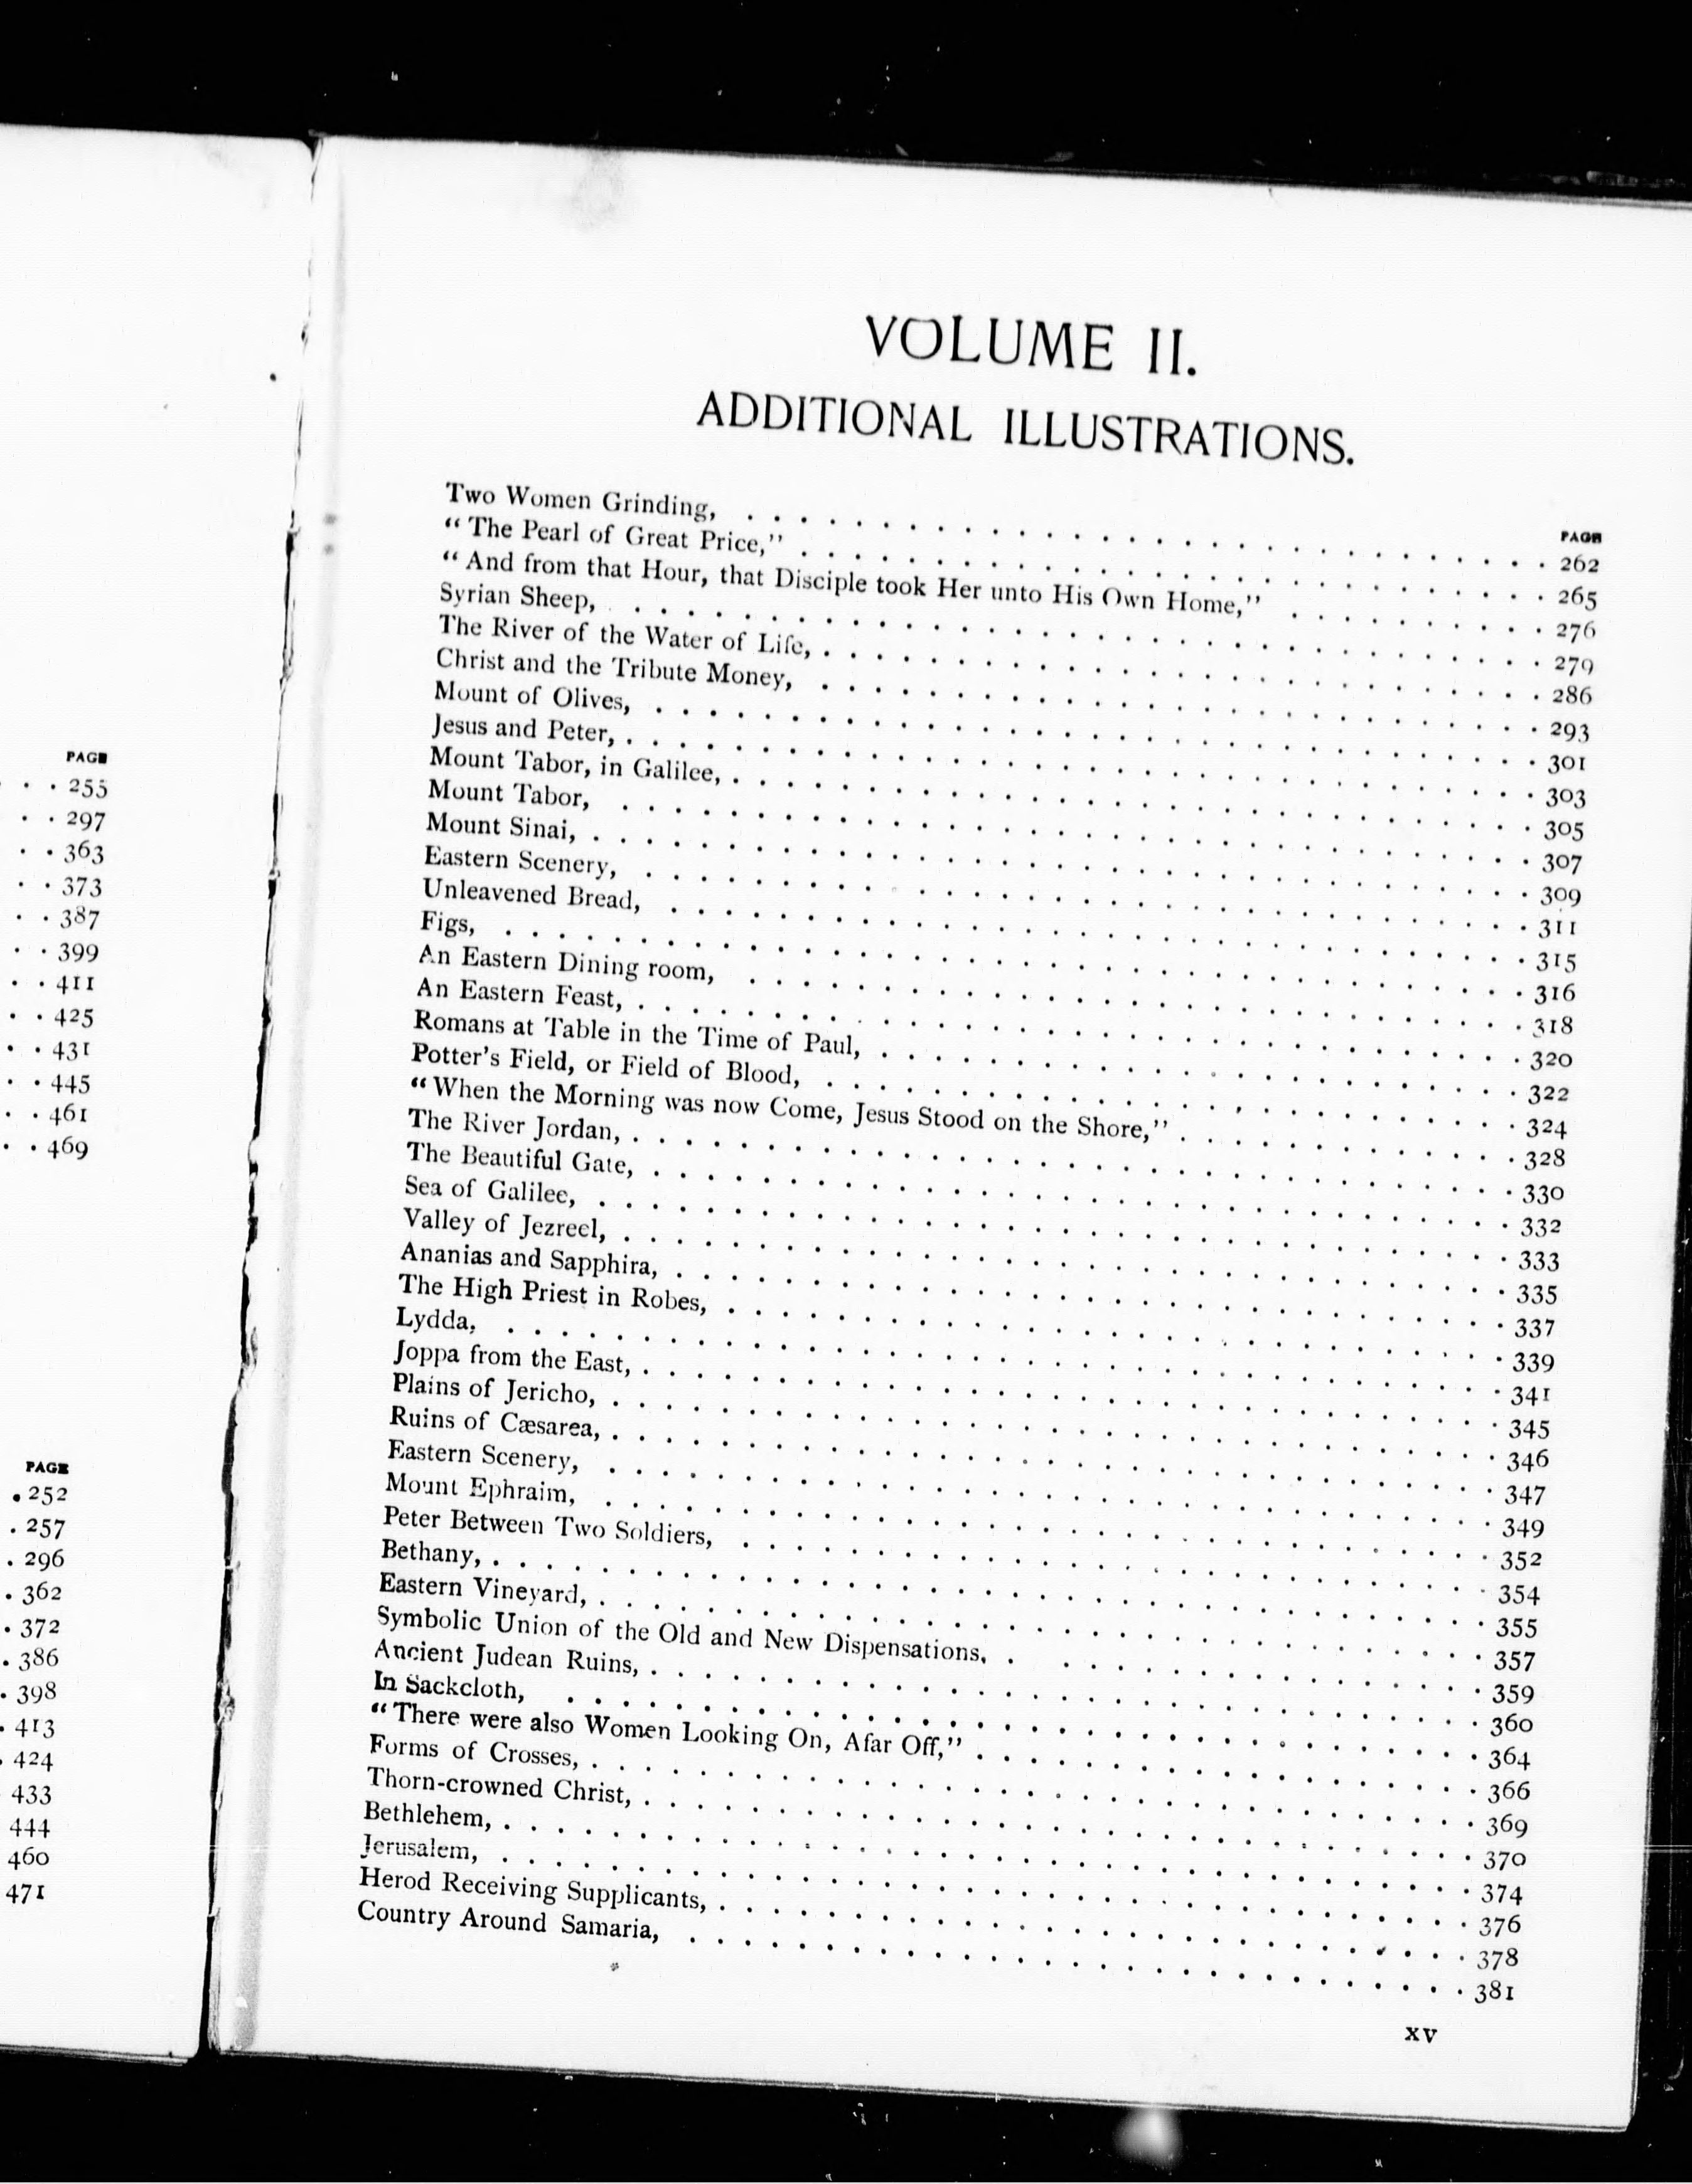 PAGE
. . 255
. . 297
. . 363
. . 373
. . 387
. . 399
. . 411
. . 425
. . 431
. . 445
. . 461
. . 469
PAGE
. 252
. 257
. 296
. 362
. 372
. 386
. 398
. 413
. 424
433
444
460
471
VOLUME II.
ADDITIONAL ILLUSTRATIONS.
PAGE
Two Women Grinding, . . . . 262
“The Pearl of Great Price,” . . . . 265
“And from that Hour, that Disciple took Her unto His Own Home,” . . . . 276
Syrian Sheep, . . . . 279
The River of the Water of Life, . . . . 286
Christ and the Tribute Money, . . . . 293
Mount of Olives, . . . . 301
Jesus and Peter, . . . . 303
Mount Tabor, in Galilee, . . . . 305
Mount Tabor, . . . . 307
Mount Sinai, . . . . 309
Eastern Scenery, . . . . 311
Unleavened Bread, . . . . 315
Figs, . . . . 316
An Eastern Dining room, . . . . 318
An Eastern Feast, . . . . 320
Romans at Table in the Time of Paul, . . . . 322
Potter’s Field, or Field of Blood, . . . . 324
“When the Morning was now Come, Jesus Stood on the Shore,” . . . . 328
The River Jordan, . . . . 330
The Beautiful Gate, . . . . 332
Sea of Galilee, . . . . 333
Valley of Jezreel, . . . . 335
Ananias and Sapphira, . . . . 337
The High Priest in Robes, . . . . 339
Lydda, . . . . 341
Joppa from the East, . . . . 345
Plains of Jericho, . . . . 346
Ruins of Cæsarea, . . . . 347
Eastern Scenery, . . . . 349
Mount Ephraim, . . . . 352
Peter Between Two Soldiers, . . . . 354
Bethany, . . . . 355
Eastern Vineyard, . . . . 357
Symbolic Union of the Old and New Dispensations, . . . . 359
Ancient Judean Ruins, . . . . 360
In Sackcloth, . . . . 364
“There were also Women Looking On, Afar Off,” . . . . 366
Forms of Crosses, . . . . 369
Thorn-crowned Christ, . . . . 370
Bethlehem, . . . . 374
Jerusalem, . . . . 376
Herod Receiving Supplicants, . . . . 378
Country Around Samaria, . . . . 381
xv